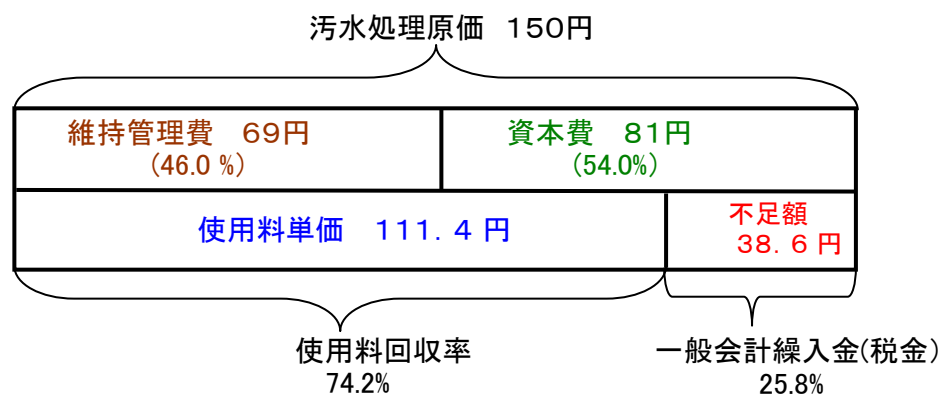 汚水処理原価 150円
維持管理費 69円
(46.0 %)
資本費 81円
(54.0%)
使用料単価 111.4 円
不足額
38.6 円
使用料回収率
74.2%
一般会計繰入金(税金)
25.8%